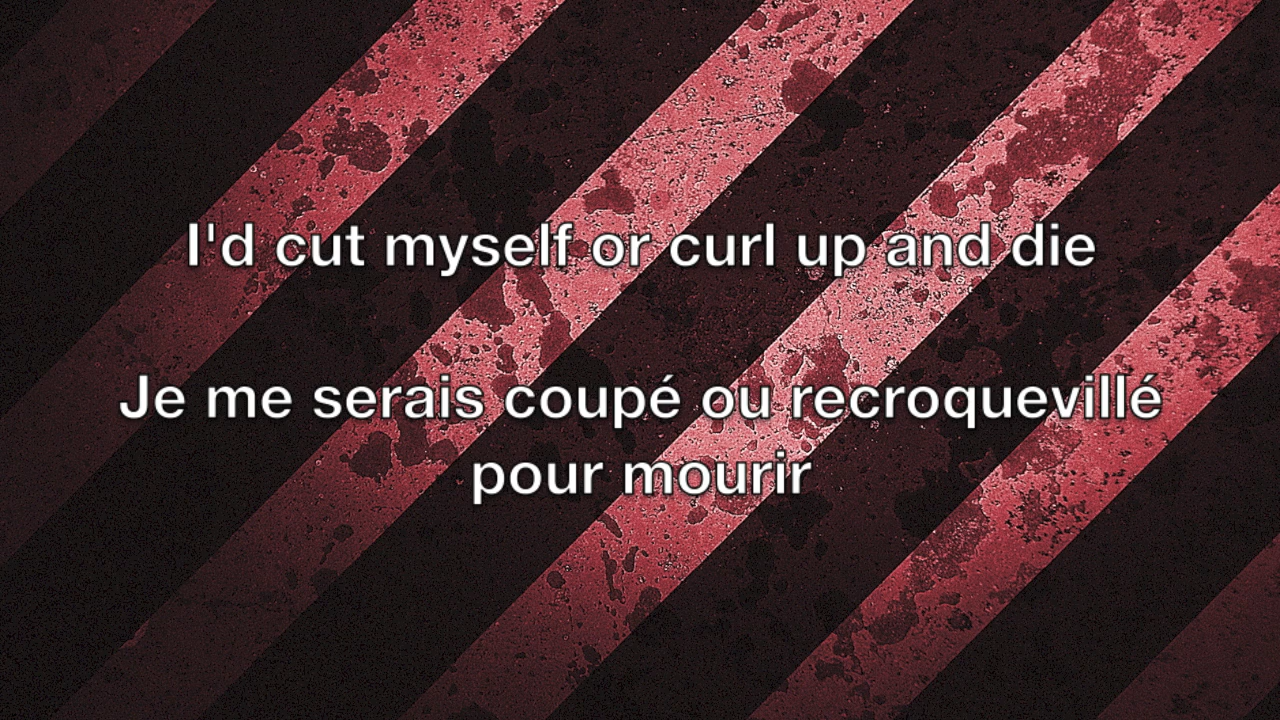 I'd cut myself or curl up and die
Je me serais coupé ou recroquevillé
pour mourir